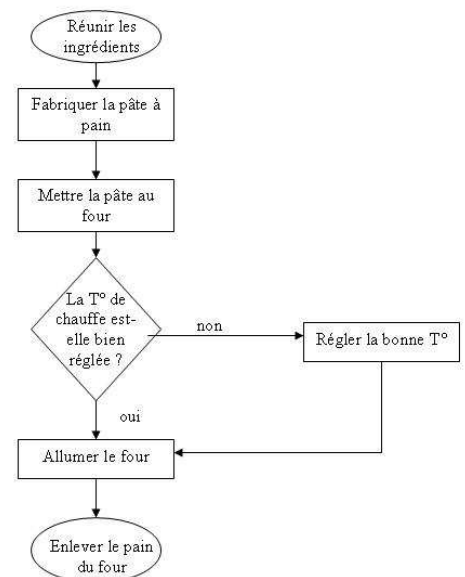 Réunir les
ingrédients
Fabriquer la pâte à
pain
Mettre la pâte au
four
La T° de
chauffe est-
elle bien
réglée ?
non
Régler la bonne T°
oui
Allumer le four
Enlever le pain
du four